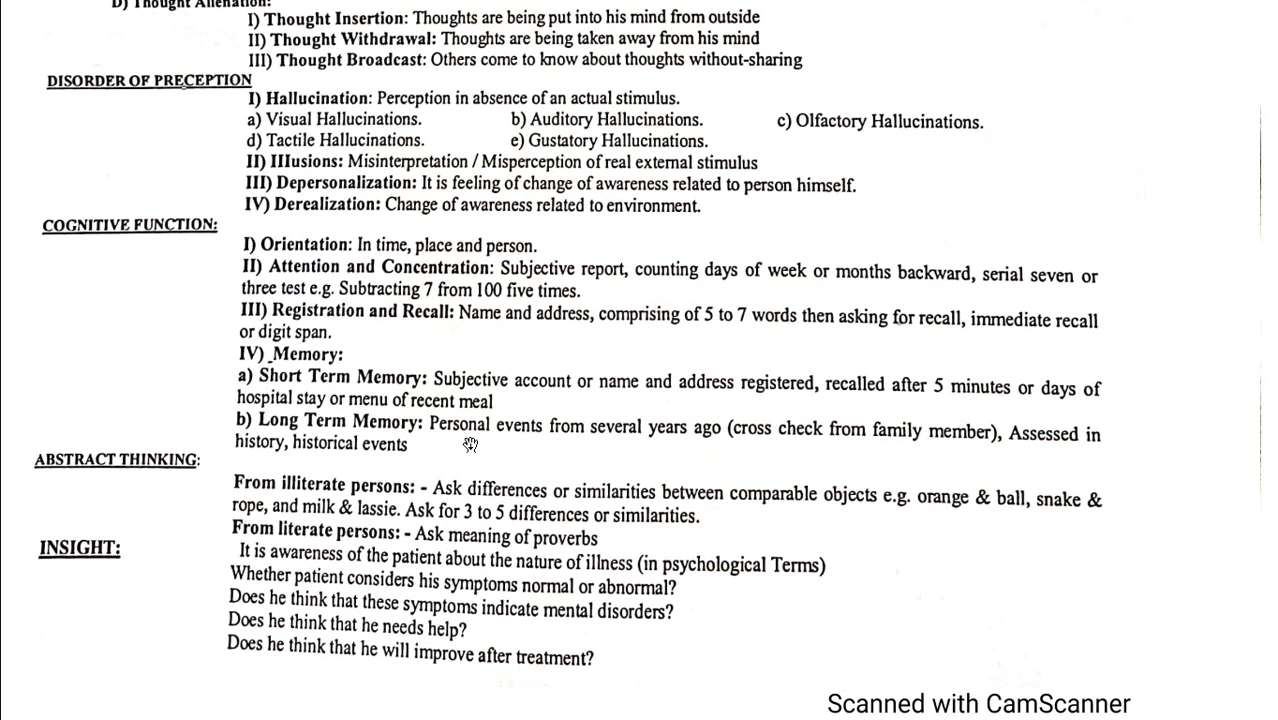 D) Thought Alienation:
I) Thought Insertion: Thoughts are being put into his mind from outside
II) Thought Withdrawal: Thoughts are being taken away from his mind
III) Thought Broadcast: Others come to know about thoughts without-sharing
DISORDER OF PRECEPTION
I) Hallucination: Perception in absence of an actual stimulus.
a) Visual Hallucinations. b) Auditory Hallucinations. c) Olfactory Hallucinations.
d) Tactile Hallucinations. e) Gustatory Hallucinations.
II) Illusions: Misinterpretation / Misperception of real external stimulus
III) Depersonalization: It is feeling of change of awareness related to person himself.
IV) Derealization: Change of awareness related to environment.
COGNITIVE FUNCTION:
I) Orientation: In time, place and person.
II) Attention and Concentration: Subjective report, counting days of week or months backward, serial seven or
three test e.g. Subtracting 7 from 100 five times.
III) Registration and Recall: Name and address, comprising of 5 to 7 words then asking for recall, immediate recall
or digit span.
IV) Memory:
a) Short Term Memory: Subjective account or name and address registered, recalled after 5 minutes or days of
hospital stay or menu of recent meal
b) Long Term Memory: Personal events from several years ago (cross check from family member), Assessed in
history, historical events
ABSTRACT THINKING:
From illiterate persons: - Ask differences or similarities between comparable objects e.g. orange & ball, snake &
rope, and milk & lassie. Ask for 3 to 5 differences or similarities.
From literate persons: - Ask meaning of proverbs
INSIGHT:
It is awareness of the patient about the nature of illness (in psychological Terms)
Whether patient considers his symptoms normal or abnormal?
Does he think that these symptoms indicate mental disorders?
Does he think that he needs help?
Does he think that he will improve after treatment?
Scanned with CamScanner